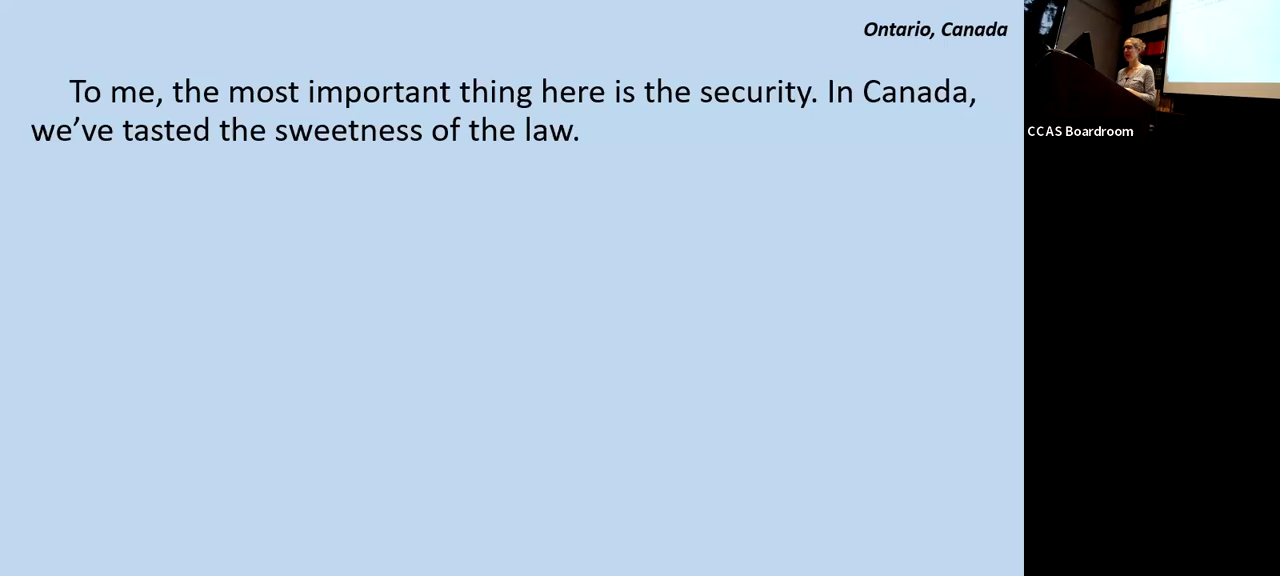 Ontario, Canada
To me, the most important thing here is the security. In Canada,
we’ve tasted the sweetness of the law.
CCAS Boardroom